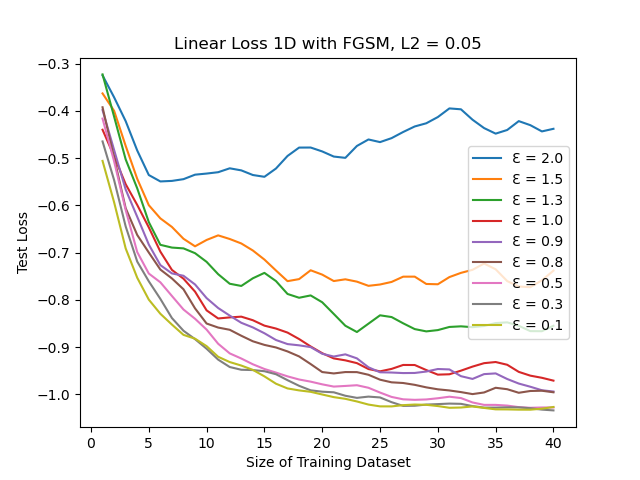 Linear Loss 1D with FGSM, L2 = 0.05
Test Loss
−0.3
−0.4
−0.5
−0.6
−0.7
−0.8
−0.9
−1.0
Ɛ = 2.0
Ɛ = 1.5
Ɛ = 1.3
Ɛ = 1.0
Ɛ = 0.9
Ɛ = 0.8
Ɛ = 0.5
Ɛ = 0.3
Ɛ = 0.1
0 5 10 15 20 25 30 35 40
Size of Training Dataset